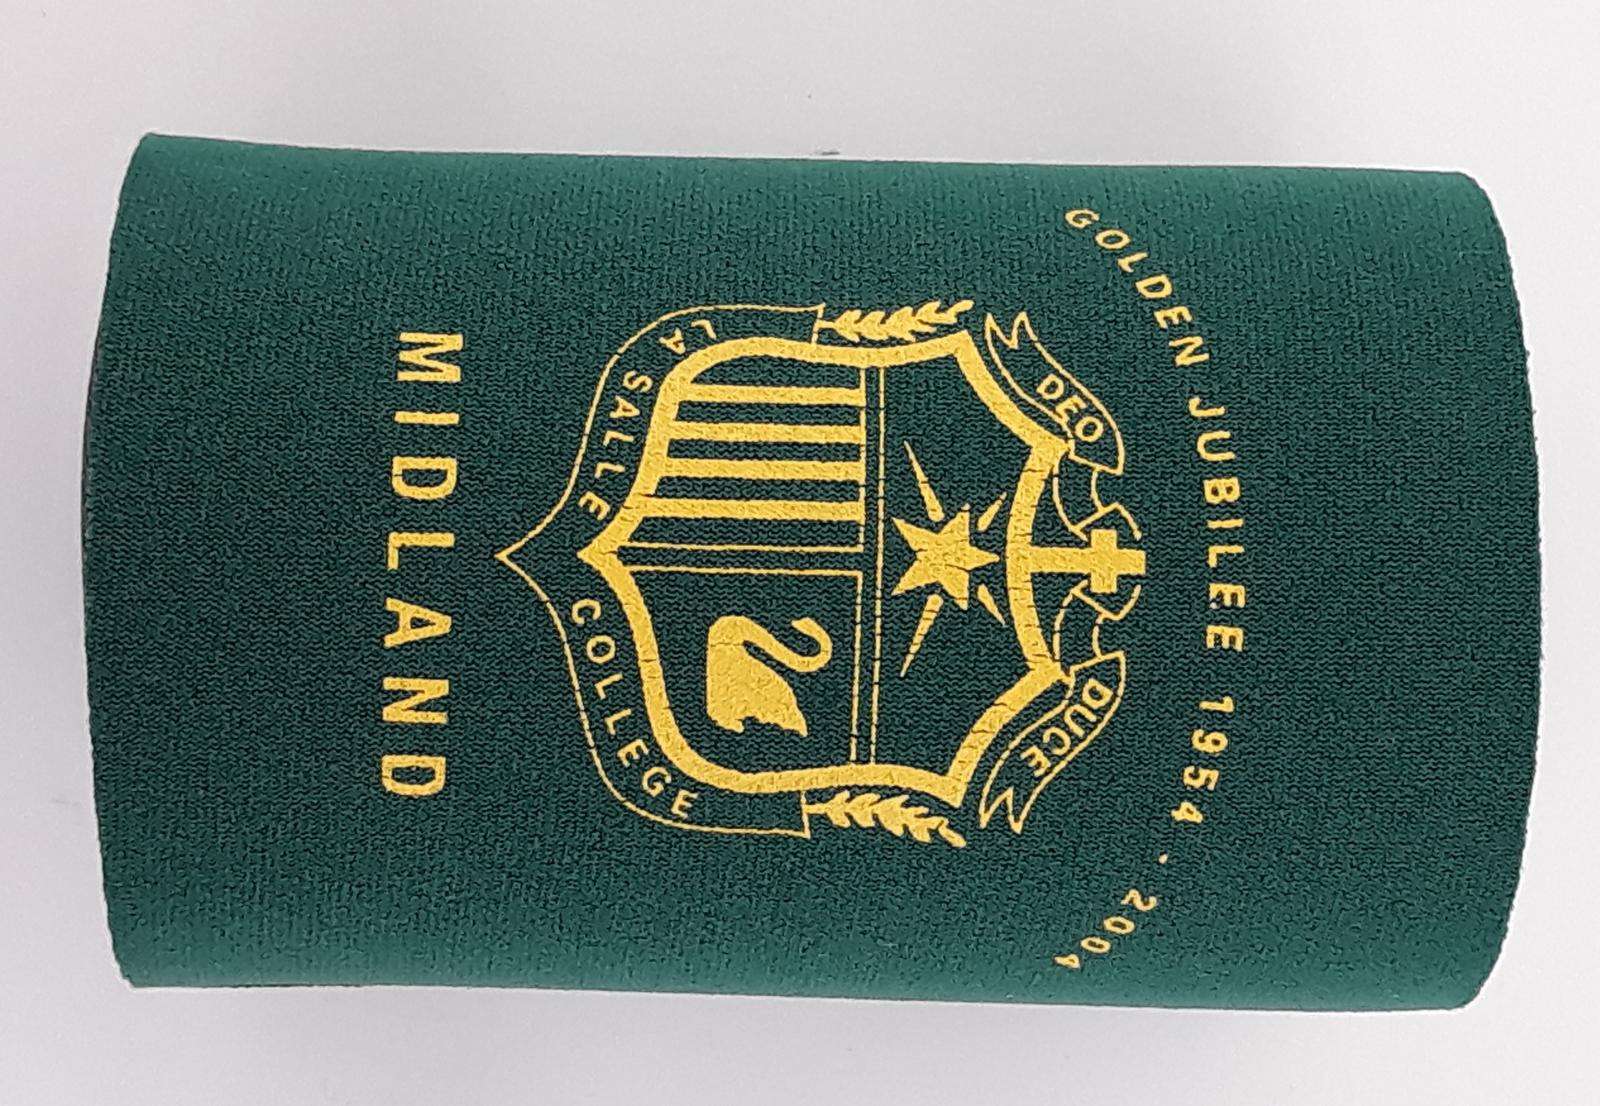 GOLDEN JUBILEE 1954 · 2004
DEO DUCE
LA SALLE COLLEGE
MIDLAND